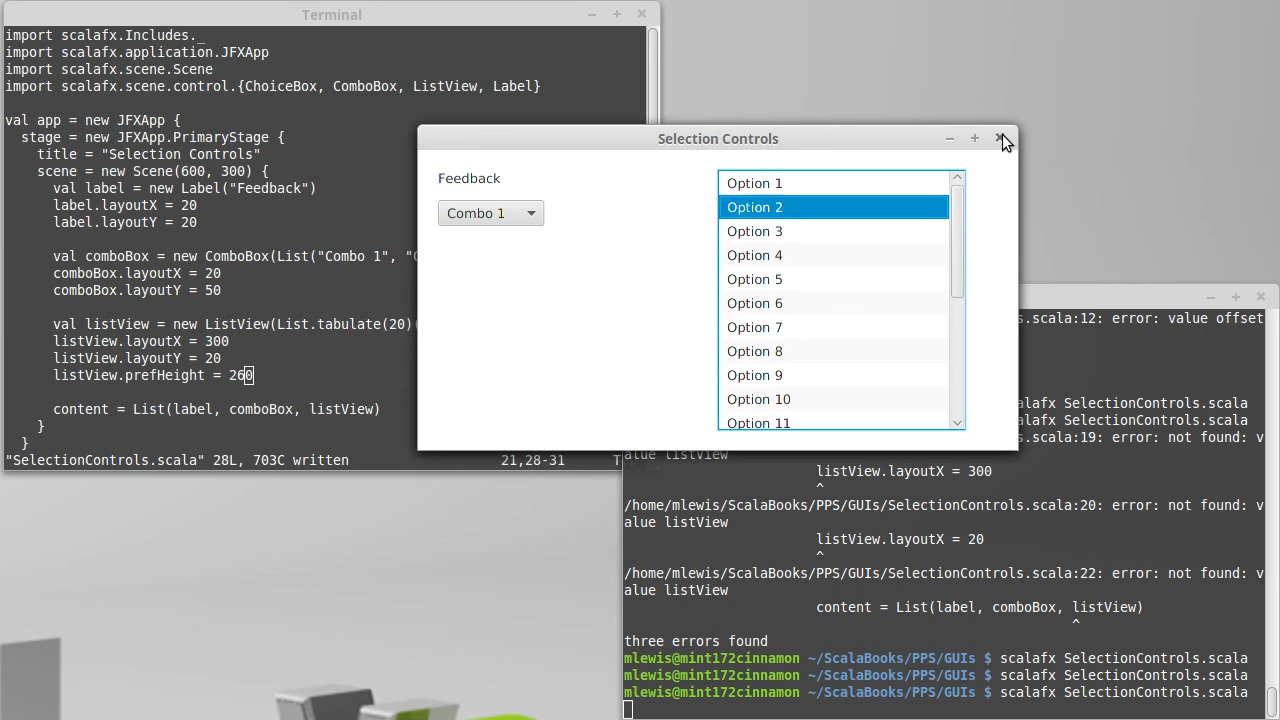 Terminal
import scalafx.Includes._
import scalafx.application.JFXApp
import scalafx.scene.Scene
import scalafx.scene.control.{ChoiceBox, ComboBox, ListView, Label}
val app = new JFXApp {
stage = new JFXApp.PrimaryStage {
title = "Selection Controls"
scene = new Scene(600, 300) {
val label = new Label("Feedback")
label.layoutX = 20
label.layoutY = 20
val comboBox = new ComboBox(List("Combo 1", "
comboBox.layoutX = 20
comboBox.layoutY = 50
val listView = new ListView(List.tabulate(20)
listView.layoutX = 300
listView.layoutY = 20
listView.prefHeight = 260
content = List(label, comboBox, listView)
}
}
"SelectionControls.scala" 28L, 703C written 21,28-31 T
Selection Controls
Feedback
Combo 1
Option 1
Option 2
Option 3
Option 4
Option 5
Option 6
Option 7
Option 8
Option 9
Option 10
Option 11
s.scala:12: error: value offset
alafx SelectionControls.scala
alafx SelectionControls.scala
s.scala:19: error: not found: v
alue listView
listView.layoutX = 300
^
/home/mlewis/ScalaBooks/PPS/GUIs/SelectionControls.scala:20: error: not found: v
alue listView
listView.layoutX = 20
^
/home/mlewis/ScalaBooks/PPS/GUIs/SelectionControls.scala:22: error: not found: v
alue listView
content = List(label, comboBox, listView)
^
three errors found
mlewis@mint172cinnamon ~/ScalaBooks/PPS/GUIs $ scalafx SelectionControls.scala
mlewis@mint172cinnamon ~/ScalaBooks/PPS/GUIs $ scalafx SelectionControls.scala
mlewis@mint172cinnamon ~/ScalaBooks/PPS/GUIs $ scalafx SelectionControls.scala